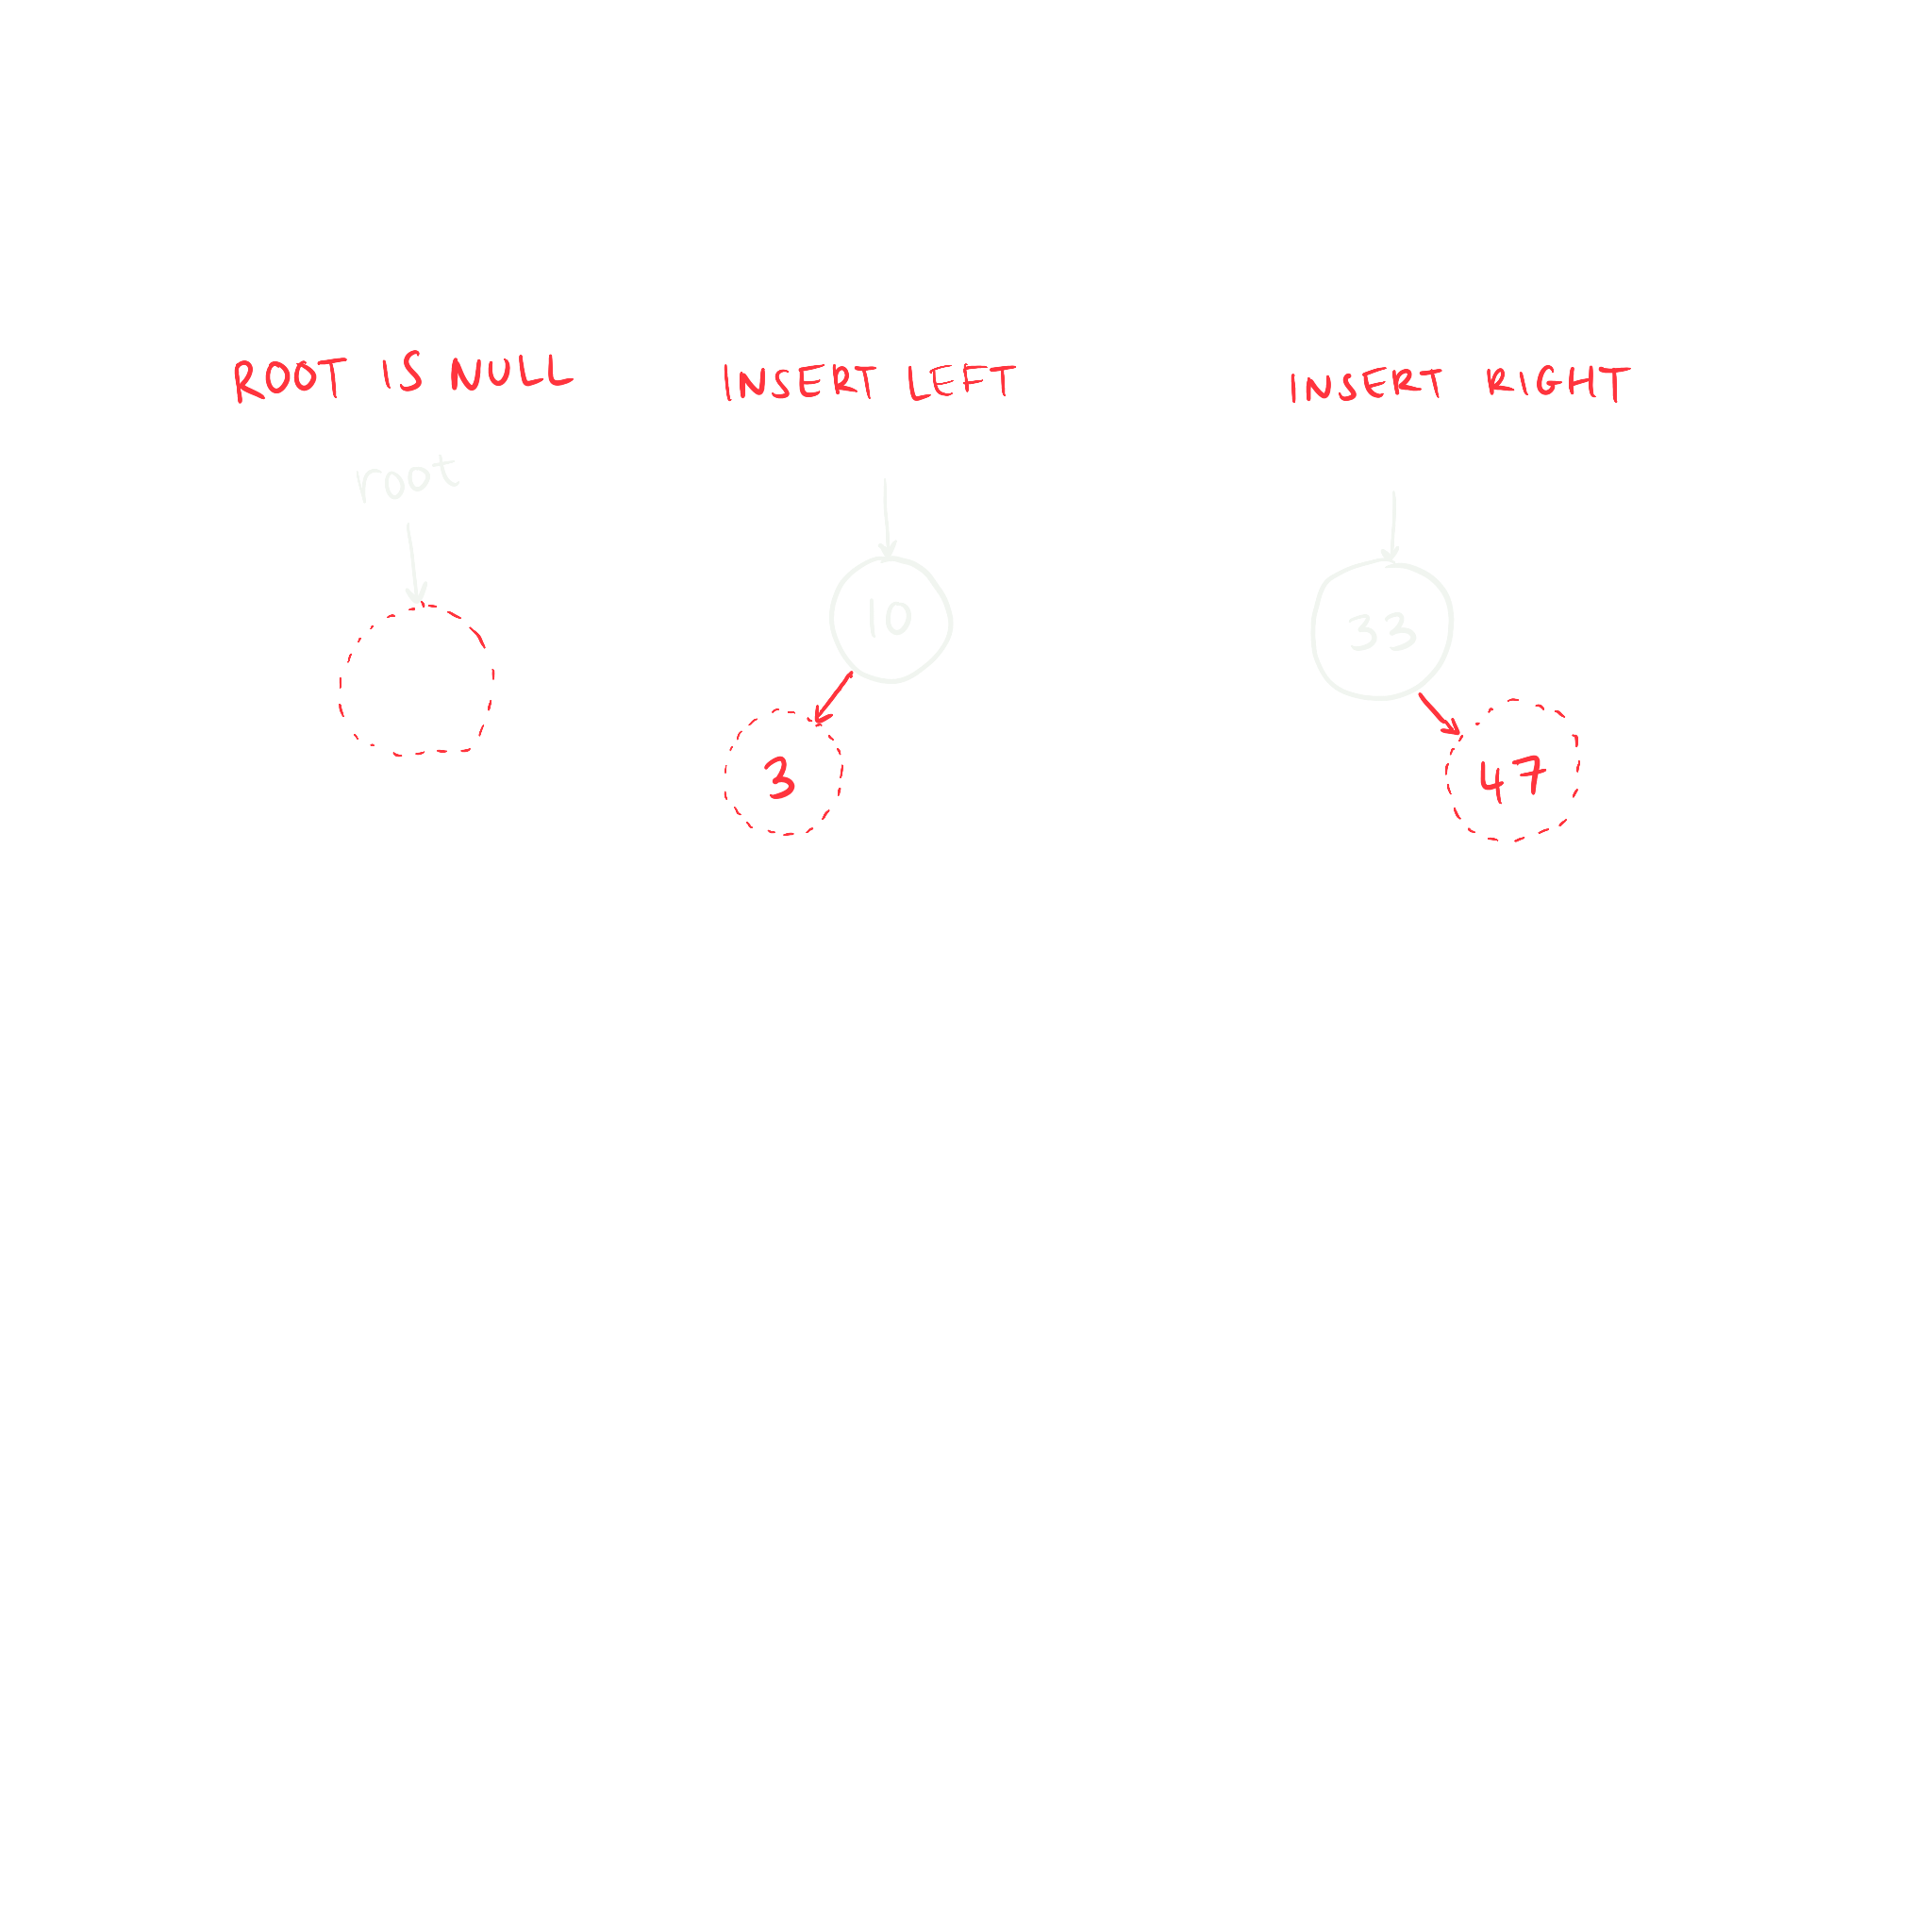 ROOT IS NULL
INSERT LEFT
INSERT RIGHT
root
10
33
3
47